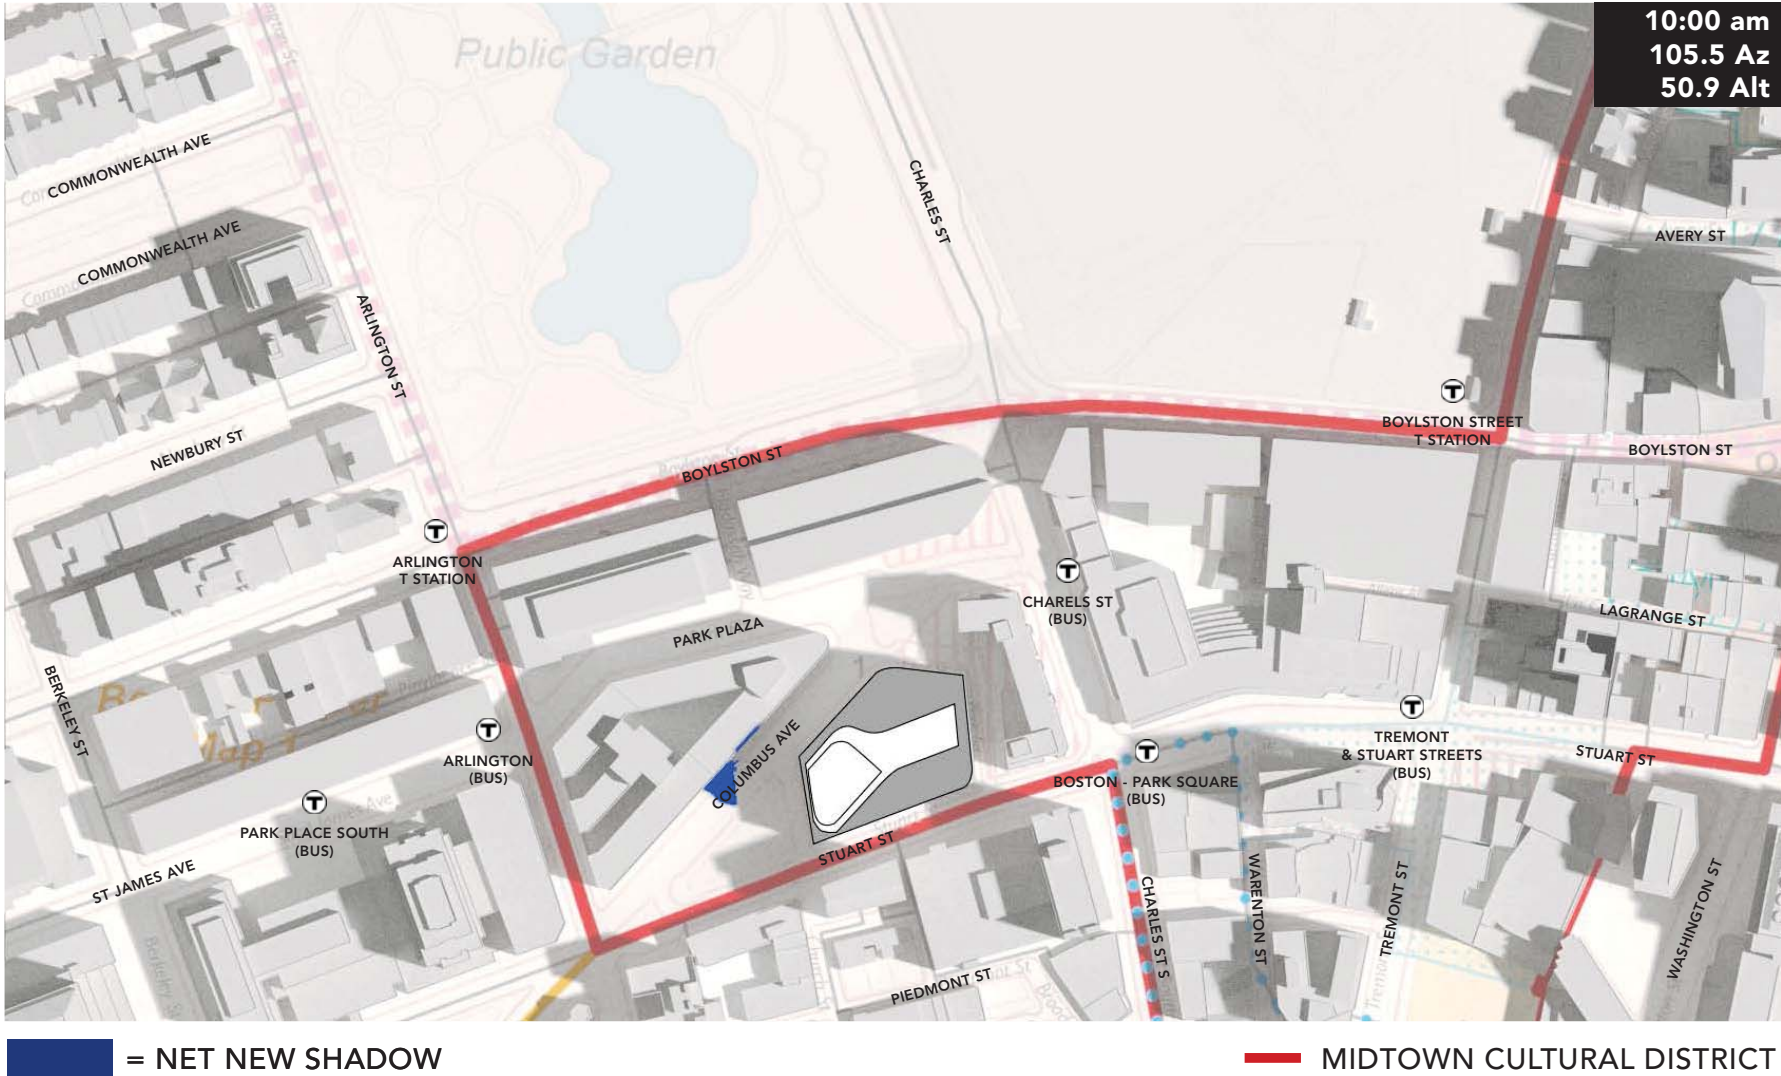 10:00 am
105.5 Az
50.9 Alt
Public Garden
COMMONWEALTH AVE
COMMONWEALTH AVE
CHARLES ST
AVERY ST
ARLINGTON ST
NEWBURY ST
BOYLSTON STREET
T STATION
BOYLSTON ST
BOYLSTON ST
T
T
ARLINGTON
T STATION
T
CHARELS ST
(BUS)
LAGRANGE ST
PARK PLAZA
BERKELEY ST
T
ARLINGTON
(BUS)
COLUMBUS AVE
T
TREMONT
& STUART STREETS
(BUS)
STUART ST
T
BOSTON - PARK SQUARE
(BUS)
T
PARK PLACE SOUTH
(BUS)
STUART ST
ST JAMES AVE
CHARLES ST S
WARENTON ST
TREMONT ST
WASHINGTON ST
PIEDMONT ST
= NET NEW SHADOW
MIDTOWN CULTURAL DISTRICT